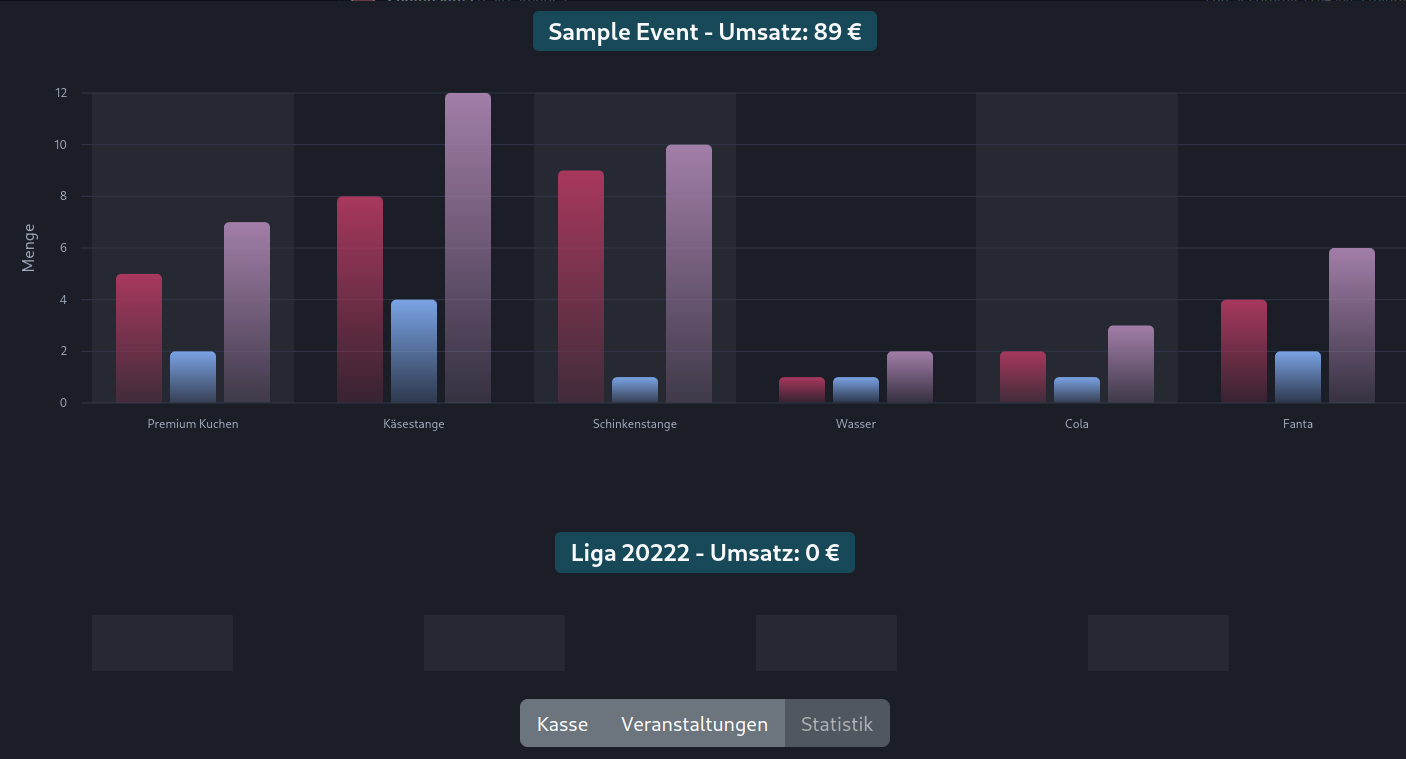 Sample Event - Umsatz: 89 €
12
10
8
6
4
2
0
Menge
Premium Kuchen
Käsestange
Schinkenstange
Wasser
Cola
Fanta
Liga 20222 - Umsatz: 0 €
Kasse
Veranstaltungen
Statistik